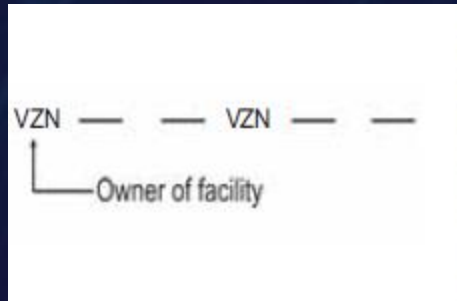 VZN — — VZN — —
Owner of facility